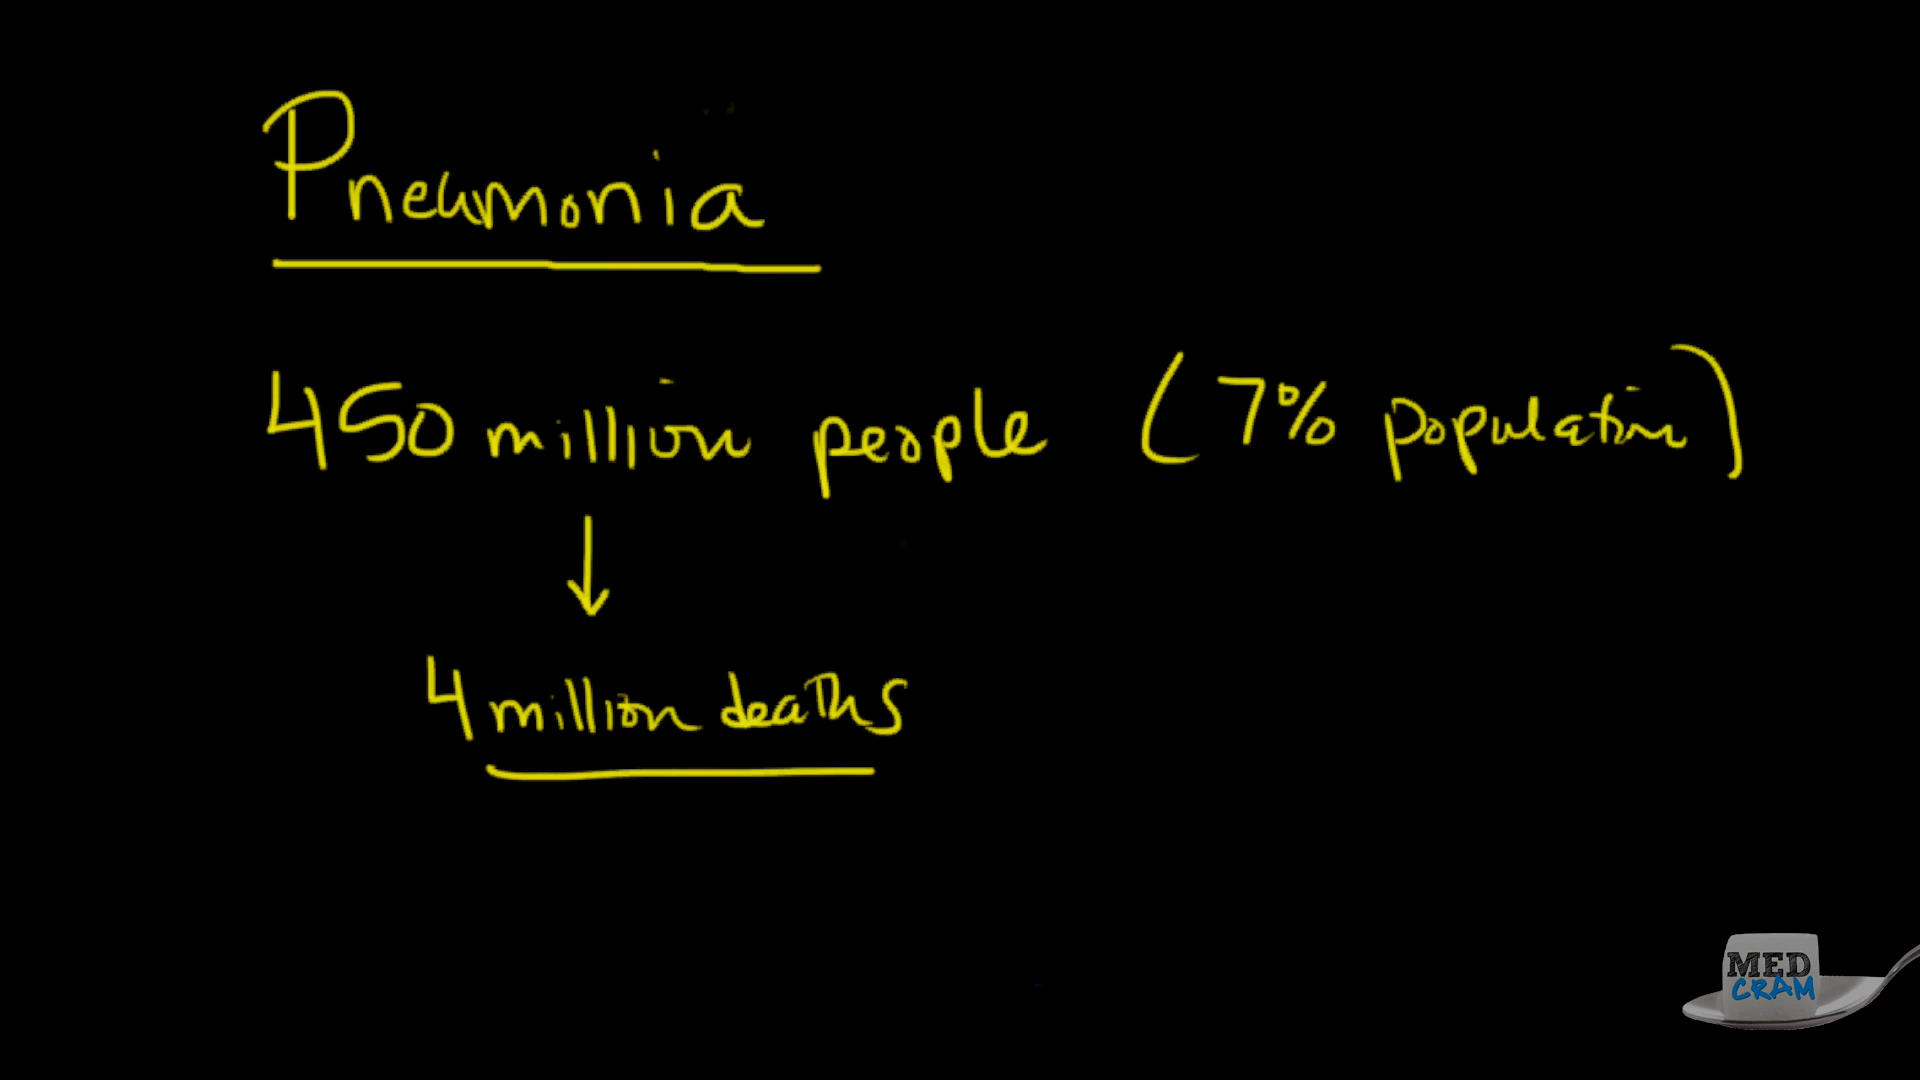 Pneumonia
450 million people (7% population)
4 million deaths
MED
CRAM